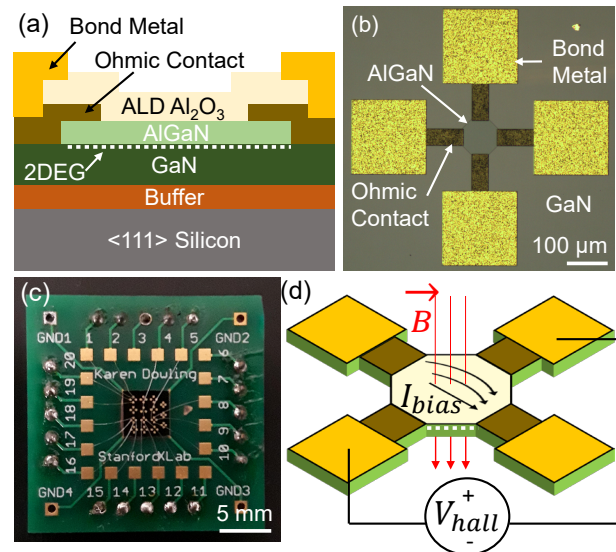 (a)
Bond Metal
Ohmic Contact
ALD Al₂O₃
AlGaN
2DEG
GaN
Buffer
<111> Silicon
(b)
Bond
Metal
AlGaN
Ohmic
Contact
GaN
100 µm
(c)
GND1 1 2 3 4 5 GND2
20 6
Karen Dowling
19 7
18 8
17 9
StanfordXLab
16 10
GND4 15 14 13 12 11 GND3
5 mm
(d)
B
I_bias
+
V_hall
-